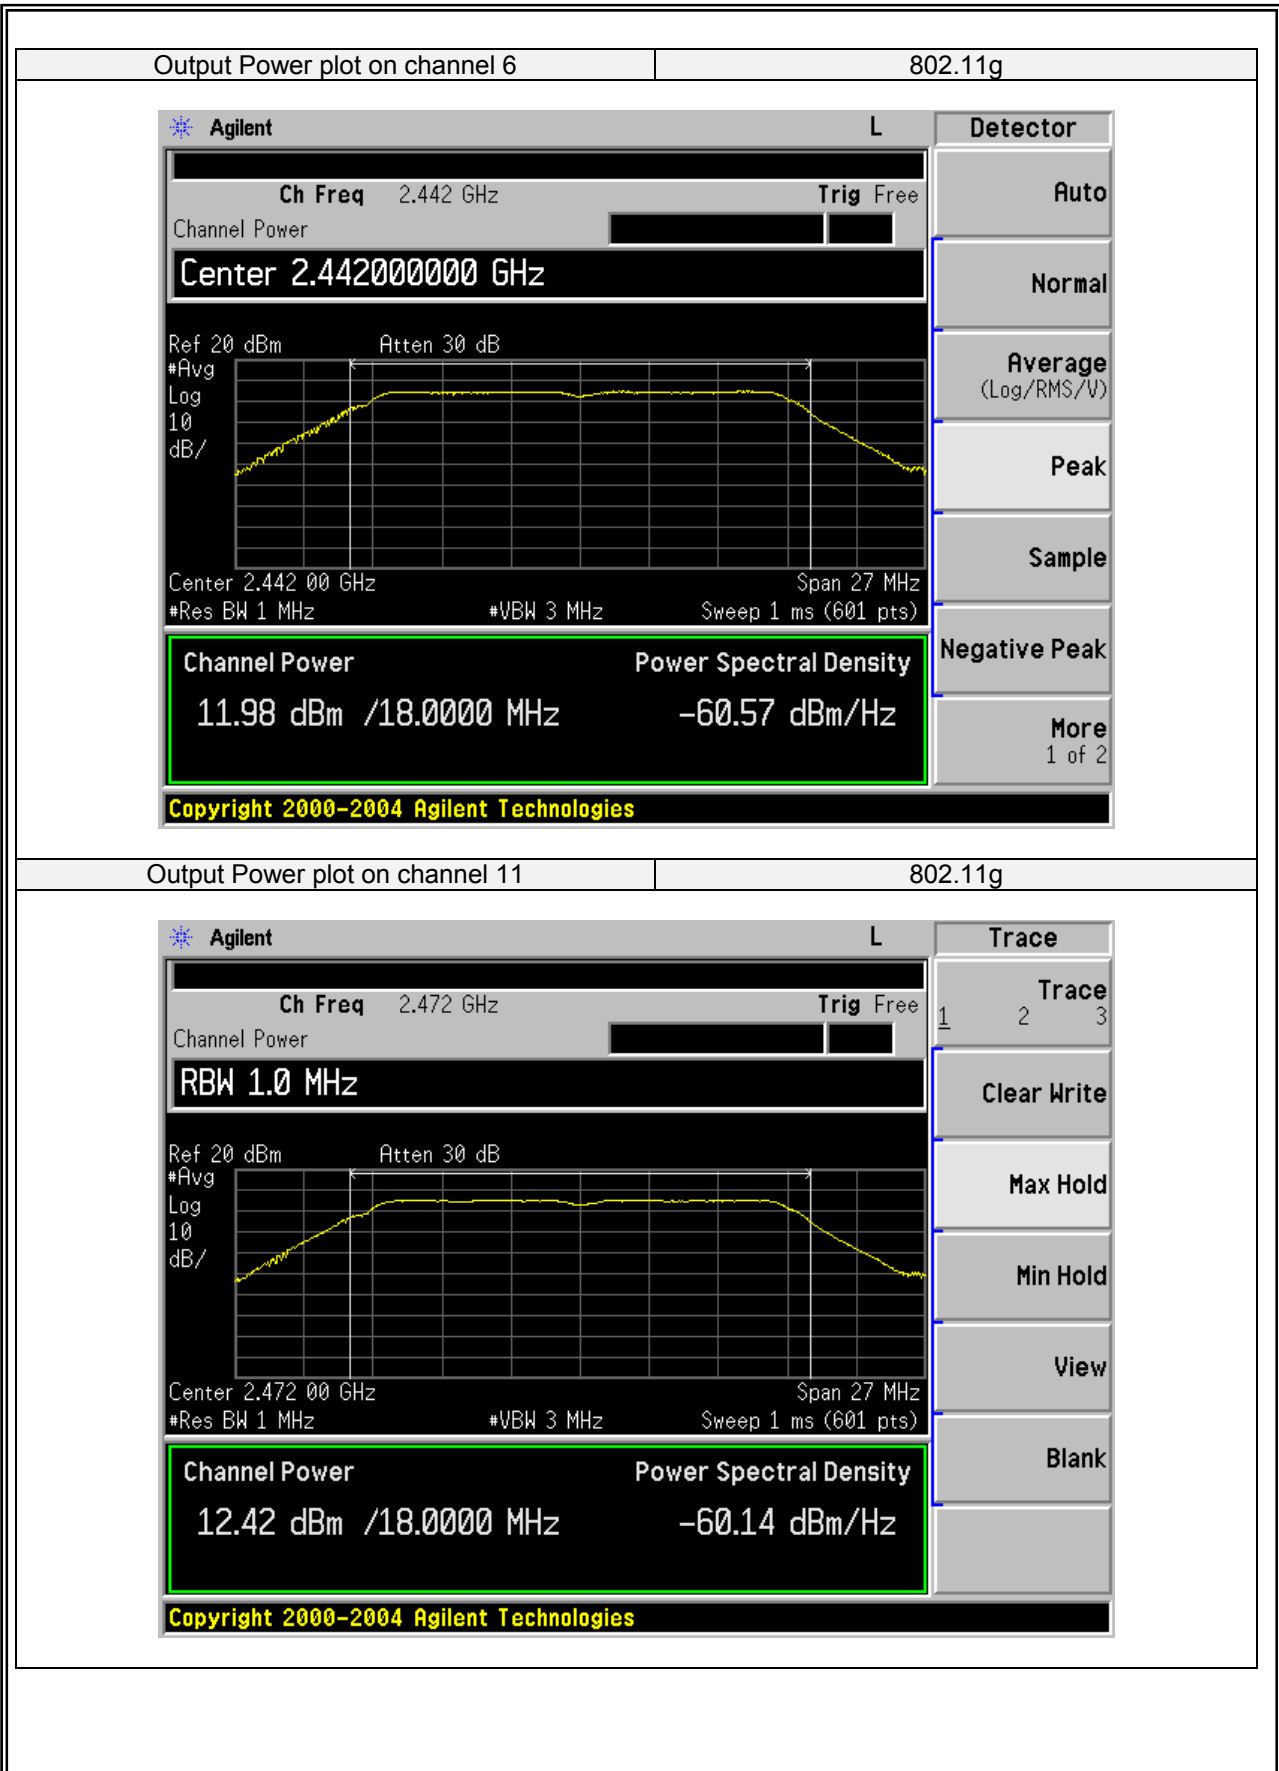 Output Power plot on channel 6 802.11g
Agilent L Detector
Ch Freq 2.442 GHz Trig Free
Channel Power
Center 2.442000000 GHz
Ref 20 dBm Atten 30 dB
#Avg
Log
10
dB/
Center 2.442 00 GHz Span 27 MHz
#Res BW 1 MHz #VBW 3 MHz Sweep 1 ms (601 pts)
Channel Power Power Spectral Density
11.98 dBm /18.0000 MHz -60.57 dBm/Hz
Copyright 2000-2004 Agilent Technologies
Auto
Normal
Average
(Log/RMS/V)
Peak
Sample
Negative Peak
More
1 of 2
Output Power plot on channel 11 802.11g
Agilent L Trace
Ch Freq 2.472 GHz Trig Free
Channel Power
RBW 1.0 MHz
Ref 20 dBm Atten 30 dB
#Avg
Log
10
dB/
Center 2.472 00 GHz Span 27 MHz
#Res BW 1 MHz #VBW 3 MHz Sweep 1 ms (601 pts)
Channel Power Power Spectral Density
12.42 dBm /18.0000 MHz -60.14 dBm/Hz
Copyright 2000-2004 Agilent Technologies
Trace
1 2 3
Clear Write
Max Hold
Min Hold
View
Blank